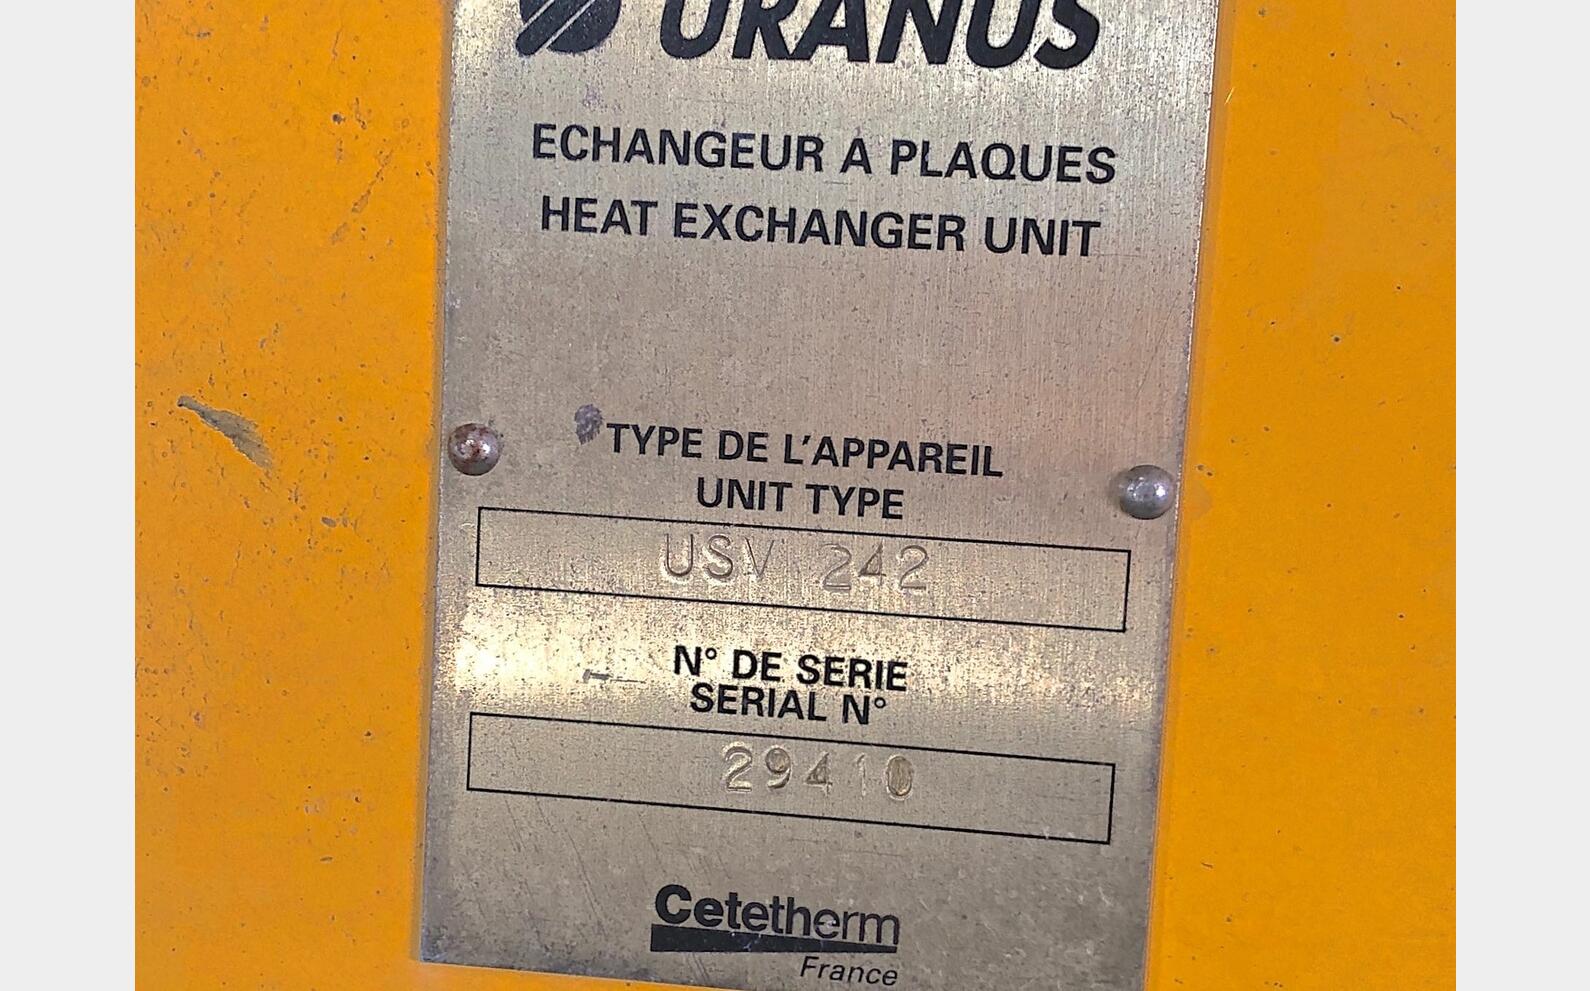 URANUS
ECHANGEUR A PLAQUES
HEAT EXCHANGER UNIT
TYPE DE L'APPAREIL
UNIT TYPE
USV 242
N° DE SERIE
SERIAL N°
29410
Cetetherm
France